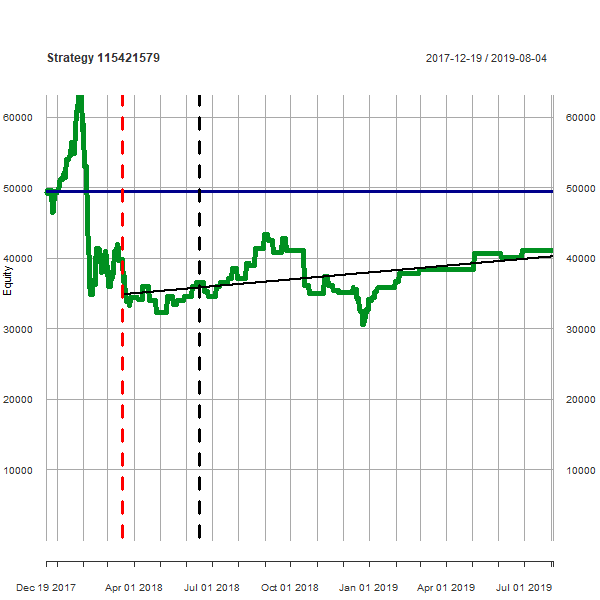 Strategy 115421579 2017-12-19 / 2019-08-04
60000 60000
50000 50000
40000 40000
Equity
30000 30000
20000 20000
10000 10000
Dec 19 2017 Apr 01 2018 Jul 01 2018 Oct 01 2018 Jan 01 2019 Apr 01 2019 Jul 01 2019